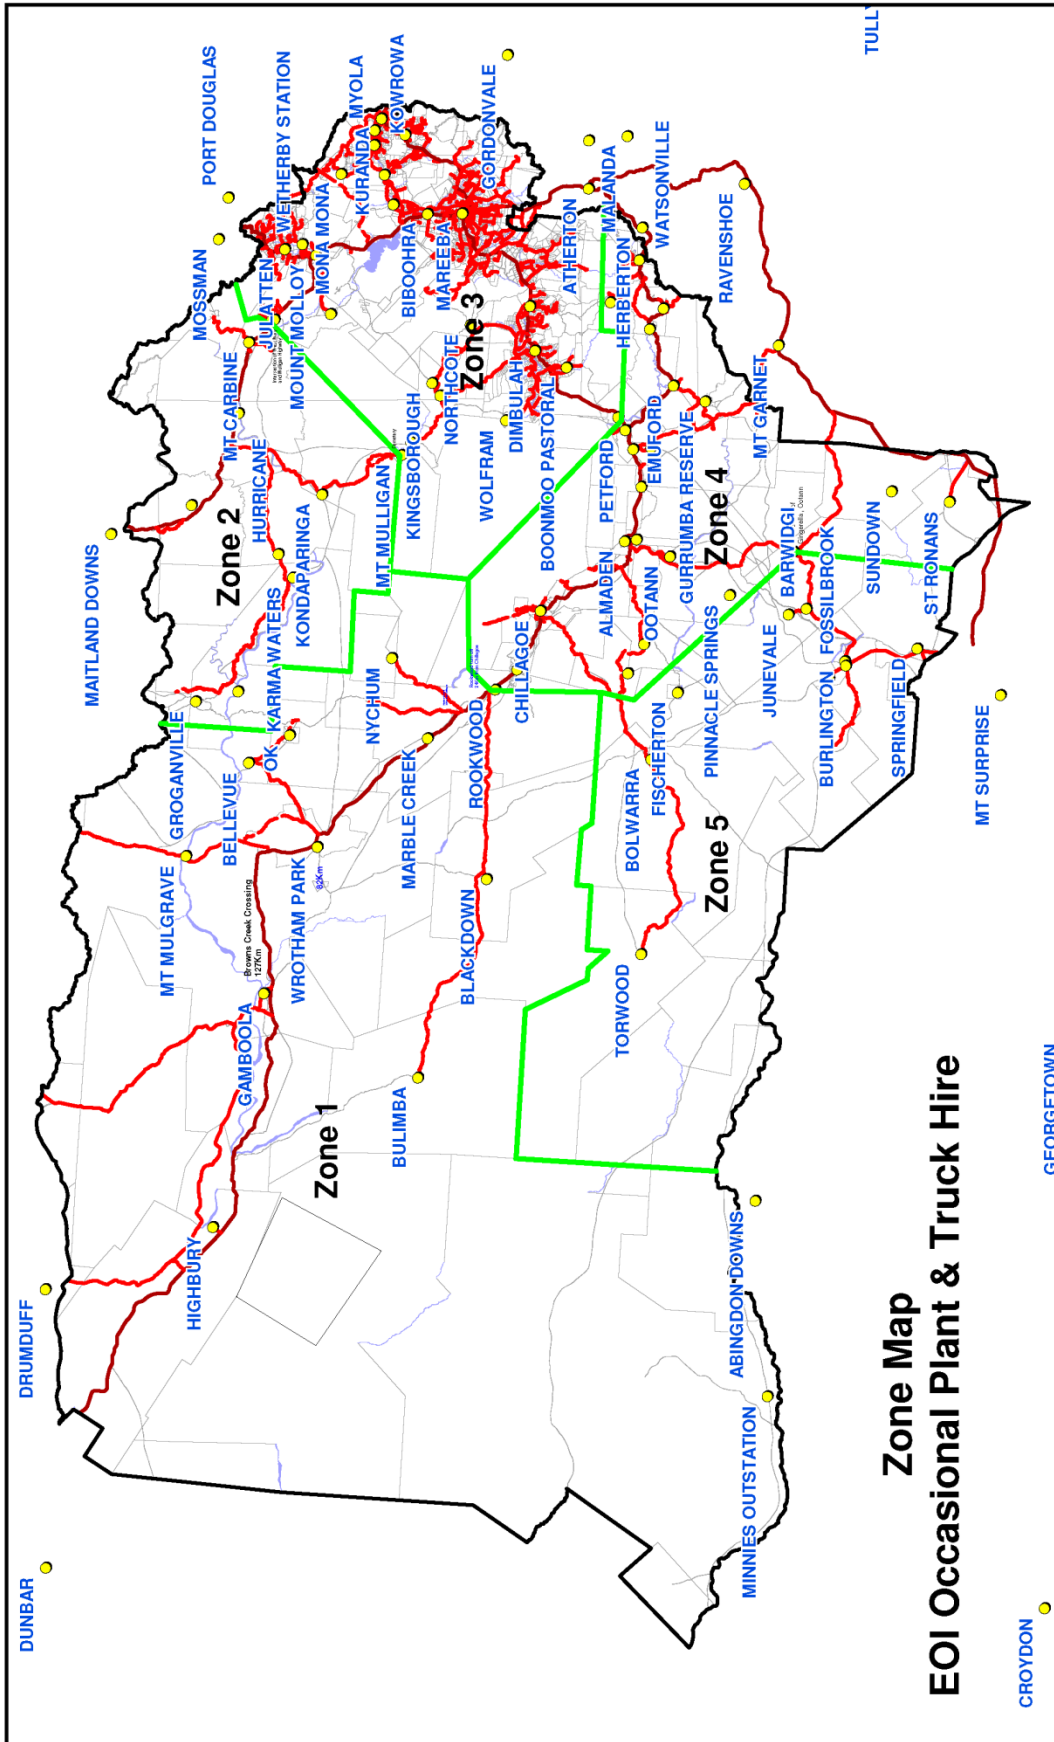 DUNBAR
DRUMDUFF
MAITLAND DOWNS
MOSSMAN
PORT DOUGLAS
HIGHBURY
GAMBOOLA
MT MULGRAVE
Browns Creek Crossing
127Km
GROGANVILLE
BELLEVUE
OK
KARMA WATERS
WROTHAM PARK
82Km
Zone 2
HURRICANE
KONDAPARINGA
MT CARBINE
JULATTEN
MOUNT MOLLOY
WETHERBY STATION
MONA MONA
KURANDA
MYOLA
KOWROWA
Zone 1
BULIMBA
BLACKDOWN
MARBLE CREEK
ROOKWOOD
NYCHUM
MT MULLIGAN
KINGSBOROUGH
NORTHCOTE
Zone 3
BIBOOHRA
MAREEBA
GORDONVALE
CHILLAGOE
WOLFRAM
DIMBULAH
BOONMOO PASTORAL
PETFORD
ATHERTON
MALANDA
HERBERTON
WATSONVILLE
TORWOOD
BOLWARRA
FISCHERTON
ALMADEN
OOTANN
EMUFORD
GURRUMBA RESERVE
Zone 4
RAVENSHOE
MT GARNET
Zone 5
PINNACLE SPRINGS
JUNEVALE
BARWIDGI
FOSSILBROOK
BURLINGTON
SPRINGFIELD
SUNDOWN
ST RONANS
MT SURPRISE
TULLY
ABINGDON DOWNS
MINNIES OUTSTATION
GEORGETOWN
CROYDON
Zone Map
EOI Occasional Plant & Truck Hire